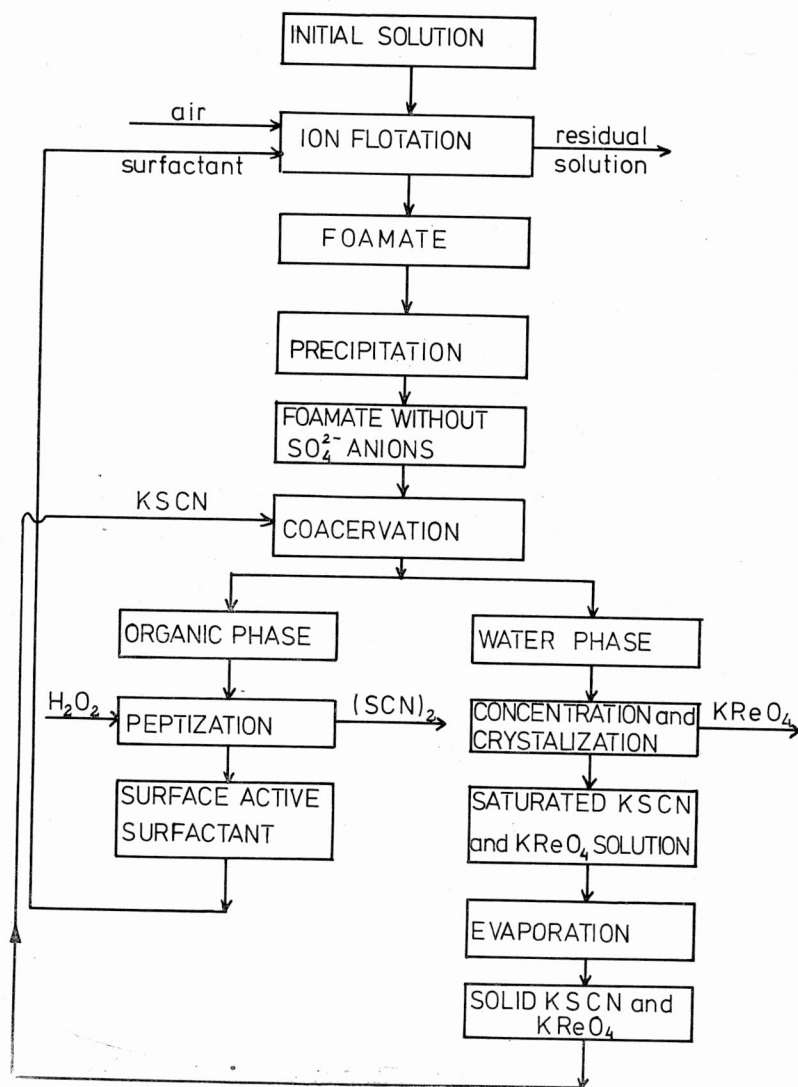 INITIAL SOLUTION
air
surfactant
ION FLOTATION
residual
solution
FOAMATE
PRECIPITATION
FOAMATE WITHOUT
SO₄²⁻ ANIONS
KSCN
COACERVATION
ORGANIC PHASE
WATER PHASE
H₂O₂
PEPTIZATION
(SCN)₂
CONCENTRATION and
CRYSTALIZATION
KReO₄
SURFACE ACTIVE
SURFACTANT
SATURATED KSCN
and KReO₄ SOLUTION
EVAPORATION
SOLID KSCN and
KReO₄